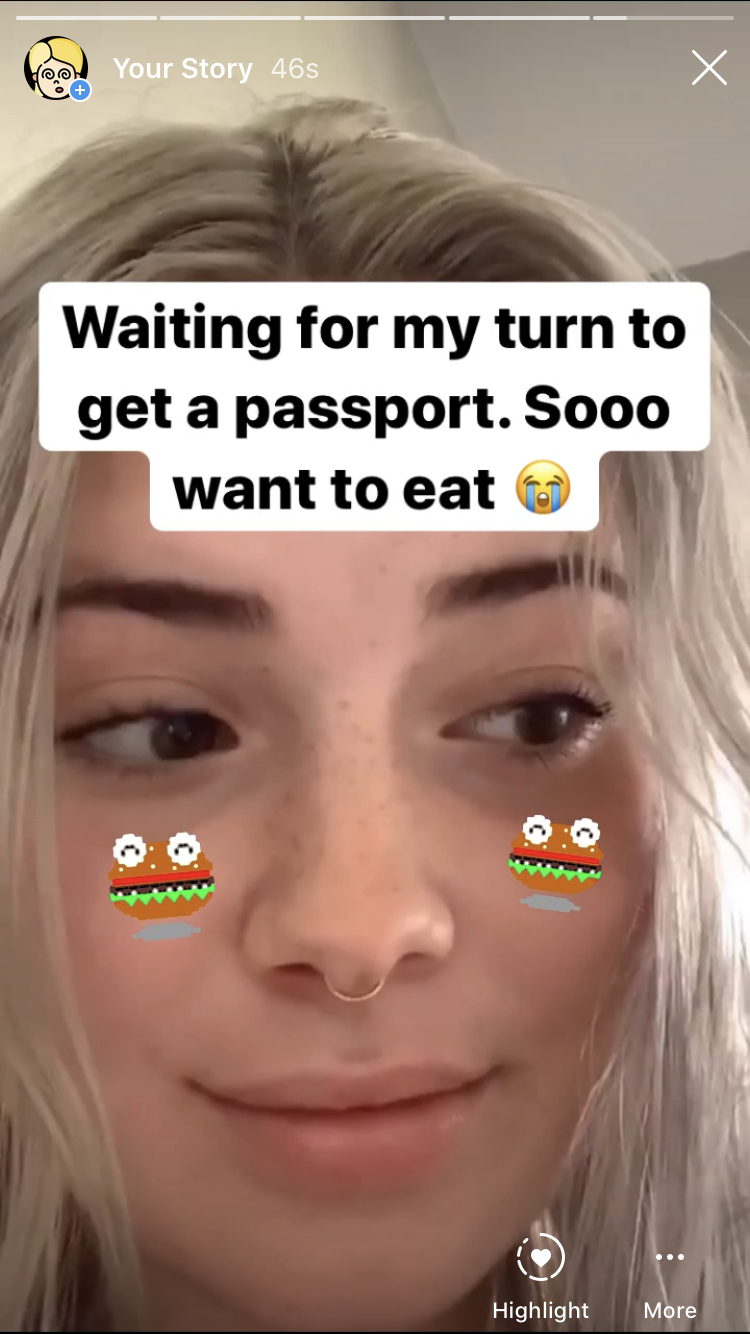 Your Story 46s
Waiting for my turn to
get a passport. Sooo
want to eat 😭
Highlight More